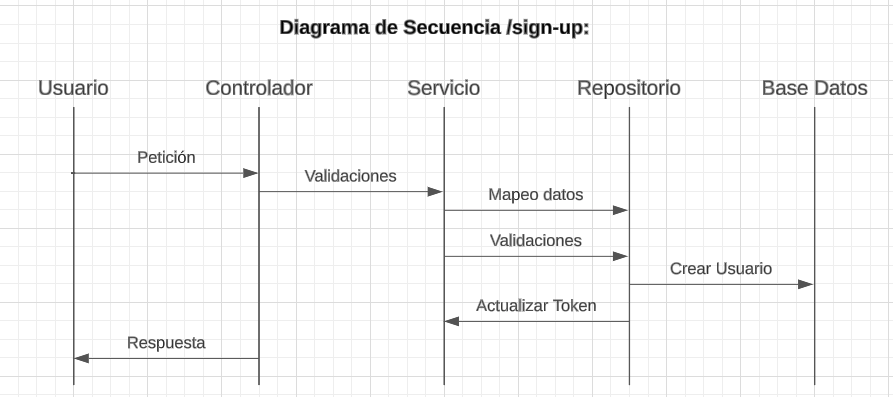 Diagrama de Secuencia /sign-up:
Usuario Controlador Servicio Repositorio Base Datos
Petición
Validaciones
Mapeo datos
Validaciones
Crear Usuario
Actualizar Token
Respuesta